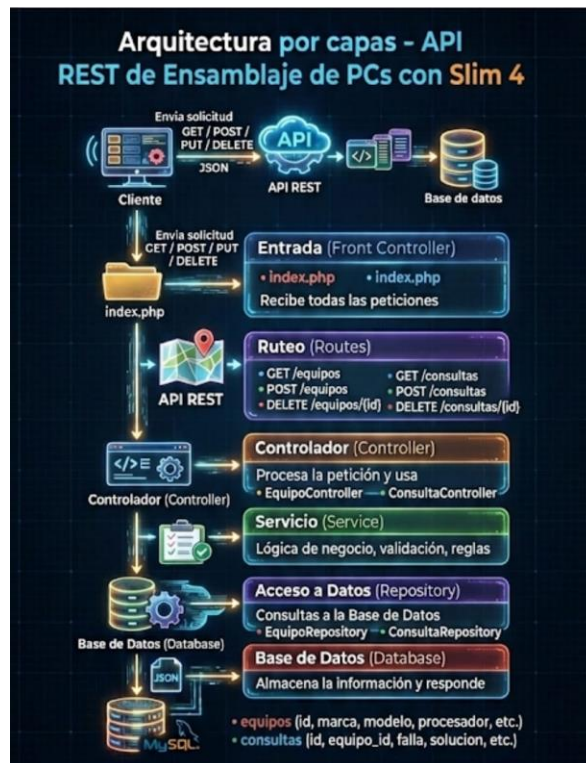 Arquitectura por capas - API
REST de Ensamblaje de PCs con Slim 4
Envia solicitud
GET / POST /
PUT / DELETE
JSON
Cliente
API
API REST
</>
Base de datos
Envia solicitud
GET / POST / PUT
/ DELETE
index.php
Entrada (Front Controller)
• index.php • index.php
Recibe todas las peticiones
API REST
Ruteo (Routes)
• GET /equipos • GET /consultas
• POST /equipos • POST /consultas
• DELETE /equipos/{id} • DELETE /consultas/{id}
</>
Controlador (Controller)
Controlador (Controller)
Procesa la petición y usa
• EquipoController • ConsultaController
Servicio (Service)
Lógica de negocio, validación, reglas
Base de Datos (Database)
Acceso a Datos (Repository)
Consultas a la Base de Datos
• EquipoRepository • ConsultaRepository
JSON
Base de Datos (Database)
Almacena la información y responde
MySQL
• equipos (id, marca, modelo, procesador, etc.)
• consultas (id, equipo_id, falla, solucion, etc.)